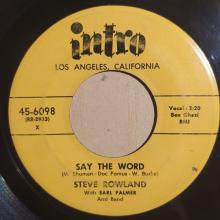 intro
LOS ANGELES, CALIFORNIA
45-6098
(RR-2933)
X
Vocal - 2:20
Ben Ghazi
BMI
SAY THE WORD
(M. Shuman - Doc Pomus - W. Burke)
STEVE ROWLAND
With EARL PALMER
And Band